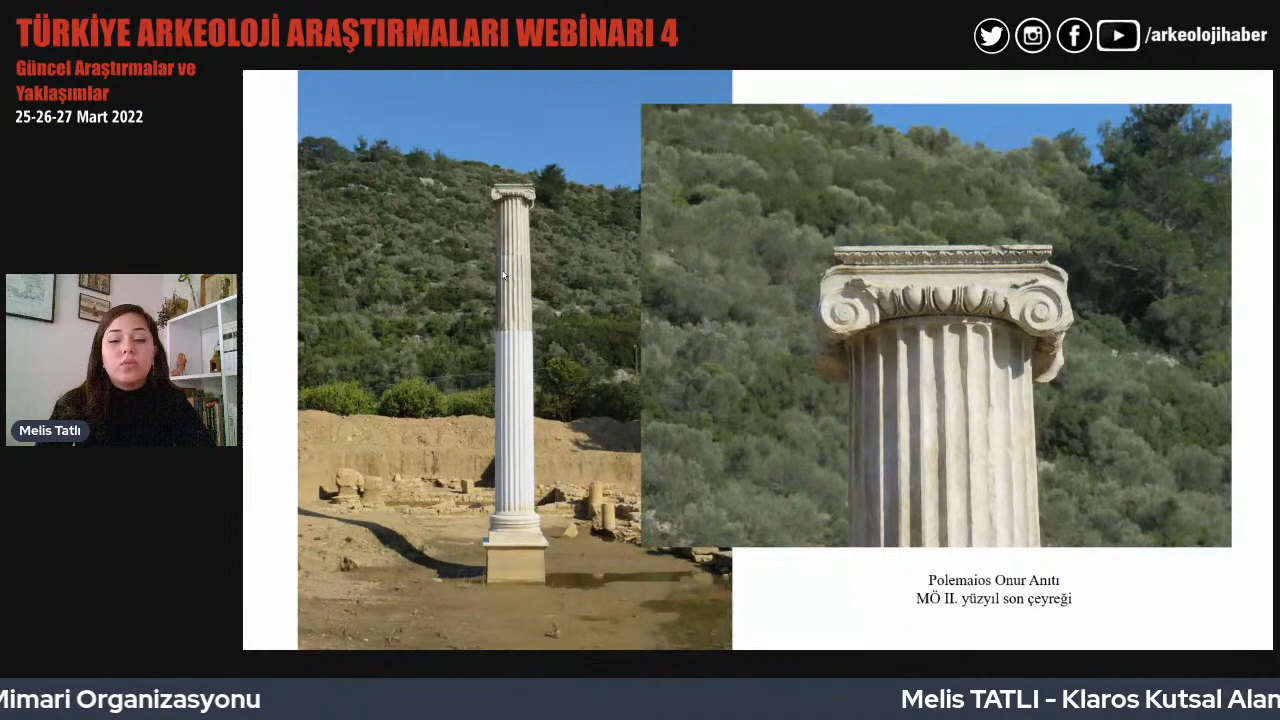 TÜRKİYE ARKEOLOJİ ARAŞTIRMALARI WEBİNARI 4
Güncel Araştırmalar ve
Yaklaşımlar
25-26-27 Mart 2022
/arkeolojihaber
Melis Tatlı
Polemaios Onur Anıtı
MÖ II. yüzyıl son çeyreği
Mimari Organizasyonu
Melis TATLI - Klaros Kutsal Alan